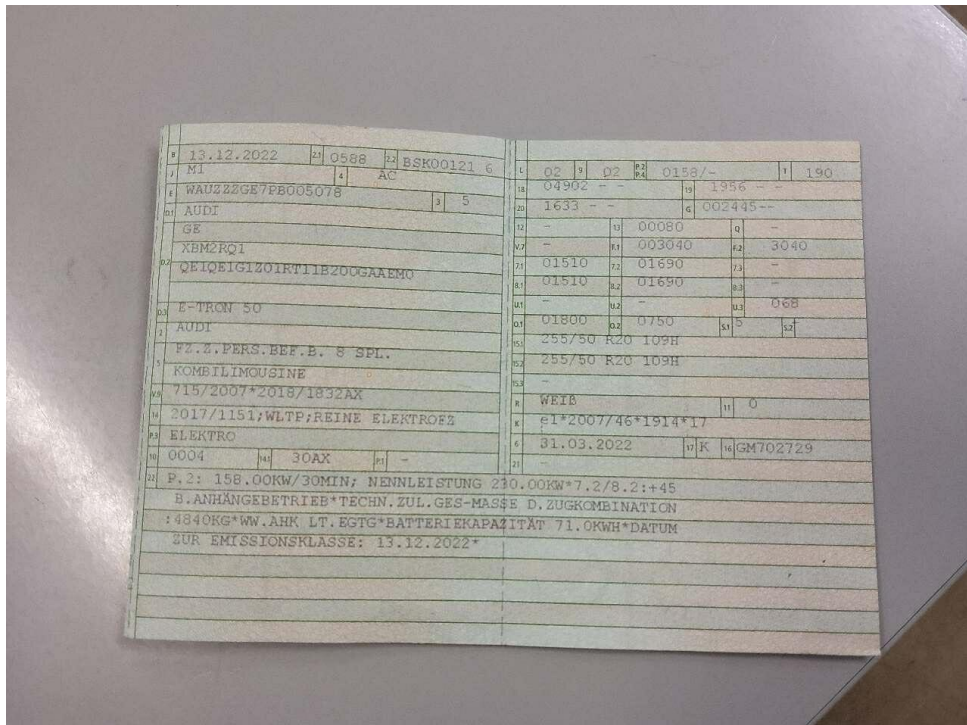 B 13.12.2022 2.1 0588 2.2 BSK00121 6
J M1 4 AC
E WAUZZZGE7PB005078 3 5
D.1 AUDI
GE
D.2 XBM2RQ1
QE1QEIG1Z01RT11B200GAAEM0
D.3 E-TRON 50
2 AUDI
5 FZ.Z.PERS.BEF.B. 8 SPL.
KOMBILIMOUSINE
V.9 715/2007*2018/1832AX
14 2017/1151;WLTP;REINE ELEKTROFZ
P.3 ELEKTRO
10 0004 14.1 30AX P.1 -
L 02 9 02 P.2 P.4 0158/- T 190
18 04902 - - 19 1956 - -
20 1633 - - G 002445--
12 - 13 00080 Q -
V.7 - F.1 003040 F.2 3040
7.1 01510 7.2 01690 7.3 -
8.1 01510 8.2 01690 8.3 -
U.1 - U.2 - U.3 068
O.1 01800 O.2 0750 S.1 5 S.2 -
15.1 255/50 R20 109H
15.2 255/50 R20 109H
15.3 -
R WEIß 11 0
K e1*2007/46*1914*17
6 31.03.2022 17 K 16 GM702729
21 -
22 P.2: 158.00KW/30MIN; NENNLEISTUNG 230.00KW*7.2/8.2:+45
B.ANHÄNGEBETRIEB*TECHN.ZUL.GES-MASSE D.ZUGKOMBINATION
:4840KG*WW.AHK LT.EGTG*BATTERIEKAPAZITÄT 71.0KWH*DATUM
ZUR EMISSIONSKLASSE: 13.12.2022*